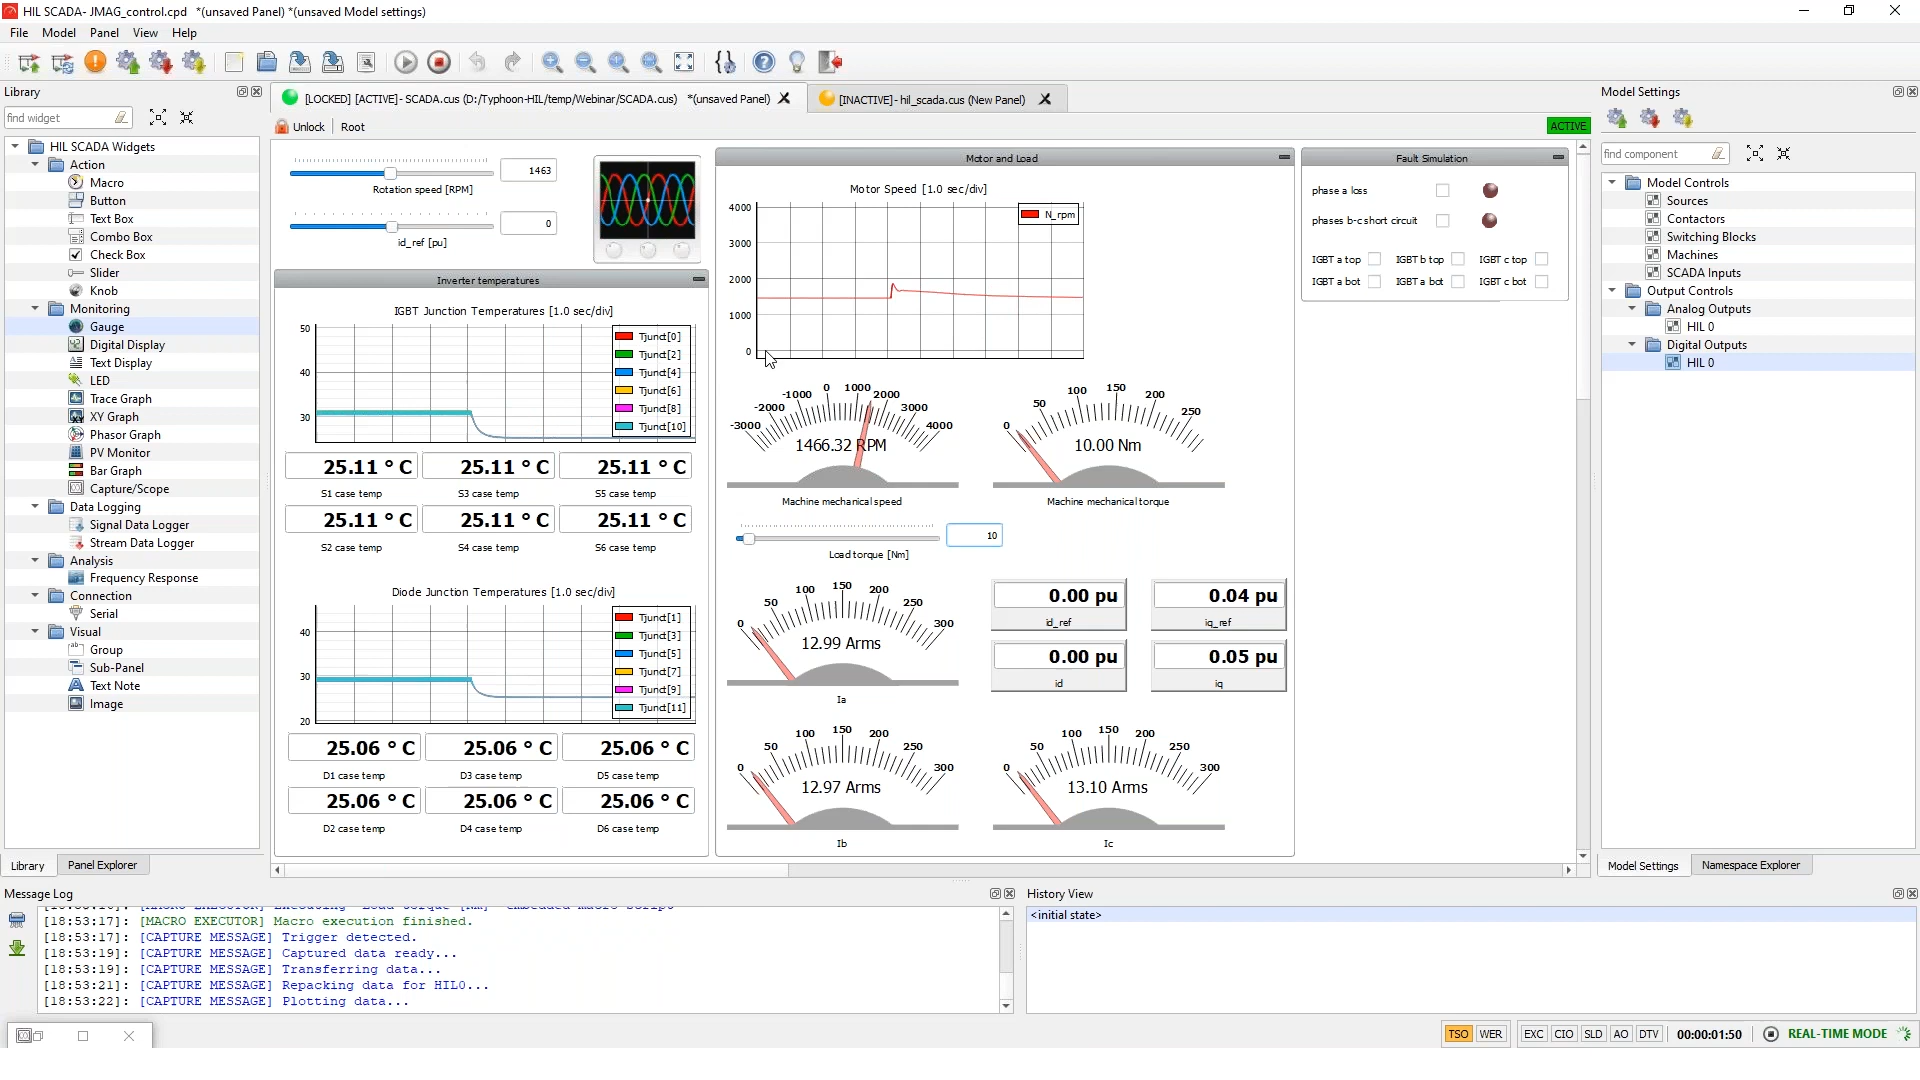 HIL SCADA- JMAG_control.cpd *(unsaved Panel) *(unsaved Model settings)
File Model Panel View Help
Library
find widget
HIL SCADA Widgets
Action
Macro
Button
Text Box
Combo Box
Check Box
Slider
Knob
Monitoring
Gauge
Digital Display
Text Display
LED
Trace Graph
XY Graph
Phasor Graph
PV Monitor
Bar Graph
Capture/Scope
Data Logging
Signal Data Logger
Stream Data Logger
Analysis
Frequency Response
Connection
Serial
Visual
Group
Sub-Panel
Text Note
Image
Library Panel Explorer
[LOCKED] [ACTIVE]- SCADA.cus (D:/Typhoon-HIL/temp/Webinar/SCADA.cus) *(unsaved Panel)
[INACTIVE]- hil_scada.cus (New Panel)
Unlock Root
ACTIVE
1463
Rotation speed [RPM]
0
id_ref [pu]
Inverter temperatures
IGBT Junction Temperatures [1.0 sec/div]
50
40
30
Tjunct[0]
Tjunct[2]
Tjunct[4]
Tjunct[6]
Tjunct[8]
Tjunct[10]
25.11 ° C 25.11 ° C 25.11 ° C
S1 case temp S3 case temp S5 case temp
25.11 ° C 25.11 ° C 25.11 ° C
S2 case temp S4 case temp S6 case temp
Diode Junction Temperatures [1.0 sec/div]
40
30
20
Tjunct[1]
Tjunct[3]
Tjunct[5]
Tjunct[7]
Tjunct[9]
Tjunct[11]
25.06 ° C 25.06 ° C 25.06 ° C
D1 case temp D3 case temp D5 case temp
25.06 ° C 25.06 ° C 25.06 ° C
D2 case temp D4 case temp D6 case temp
Motor and Load
Motor Speed [1.0 sec/div]
4000
3000
2000
1000
0
N_rpm
-3000 -2000 -1000 0 1000 2000 3000 4000
1466.32 RPM
Machine mechanical speed
0 50 100 150 200 250
10.00 Nm
Machine mechanical torque
10
Load torque [Nm]
0 50 100 150 200 250 300
12.99 Arms
Ia
0.00 pu 0.04 pu
id_ref iq_ref
0.00 pu 0.05 pu
id iq
0 50 100 150 200 250 300
12.97 Arms
Ib
0 50 100 150 200 250 300
13.10 Arms
Ic
Fault Simulation
phase a loss
phases b-c short circuit
IGBT a top IGBT b top IGBT c top
IGBT a bot IGBT a bot IGBT c bot
Model Settings
find component
Model Controls
Sources
Contactors
Switching Blocks
Machines
SCADA Inputs
Output Controls
Analog Outputs
HIL 0
Digital Outputs
HIL 0
Model Settings Namespace Explorer
Message Log
[18:53:17]: [MACRO EXECUTOR] Macro execution finished.
[18:53:17]: [CAPTURE MESSAGE] Trigger detected.
[18:53:19]: [CAPTURE MESSAGE] Captured data ready...
[18:53:19]: [CAPTURE MESSAGE] Transferring data...
[18:53:21]: [CAPTURE MESSAGE] Repacking data for HIL0...
[18:53:22]: [CAPTURE MESSAGE] Plotting data...
History View
<initial state>
TSO WER EXC CIO SLD AO DTV 00:00:01:50 REAL-TIME MODE